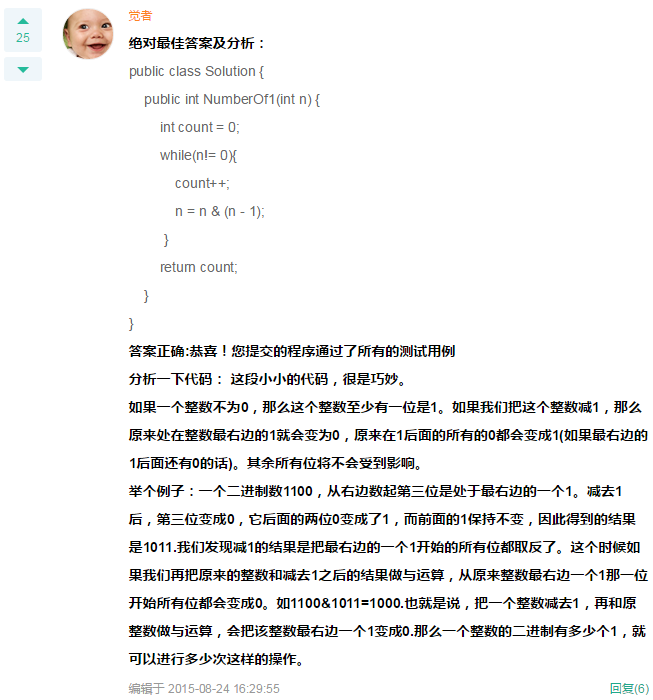 觉者
25
绝对最佳答案及分析：
public class Solution {
public int NumberOf1(int n) {
int count = 0;
while(n!= 0){
count++;
n = n & (n - 1);
}
return count;
}
}
答案正确:恭喜！您提交的程序通过了所有的测试用例
分析一下代码： 这段小小的代码，很是巧妙。
如果一个整数不为0，那么这个整数至少有一位是1。如果我们把这个整数减1，那么
原来处在整数最右边的1就会变为0，原来在1后面的所有的0都会变成1(如果最右边的
1后面还有0的话)。其余所有位将不会受到影响。
举个例子：一个二进制数1100，从右边数起第三位是处于最右边的一个1。减去1
后，第三位变成0，它后面的两位0变成了1，而前面的1保持不变，因此得到的结果
是1011.我们发现减1的结果是把最右边的一个1开始的所有位都取反了。这个时候如
果我们再把原来的整数和减去1之后的结果做与运算，从原来整数最右边一个1那一位
开始所有位都会变成0。如1100&1011=1000.也就是说，把一个整数减去1，再和原
整数做与运算，会把该整数最右边一个1变成0.那么一个整数的二进制有多少个1，就
可以进行多少次这样的操作。
编辑于 2015-08-24 16:29:55
回复(6)